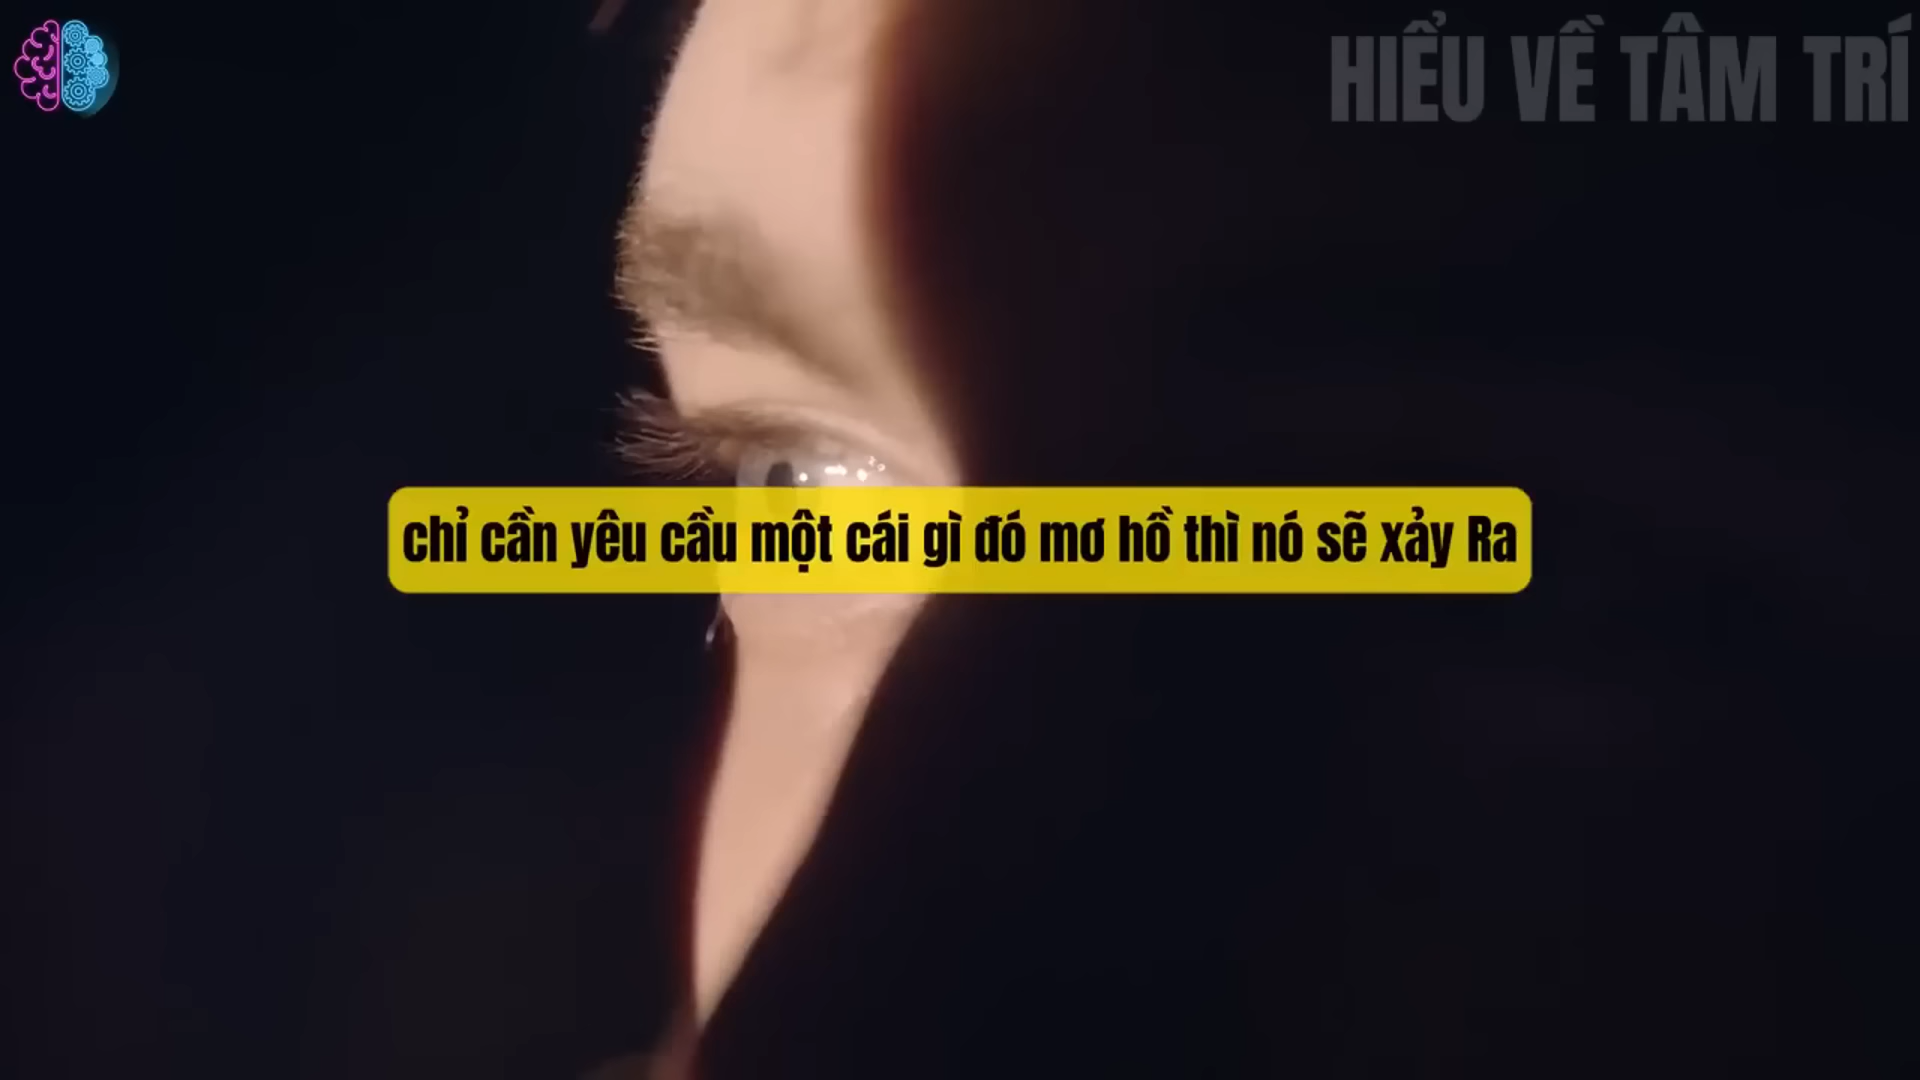 HIỂU VỀ TÂM TRÍ
chỉ cần yêu cầu một cái gì đó mơ hồ thì nó sẽ xảy Ra